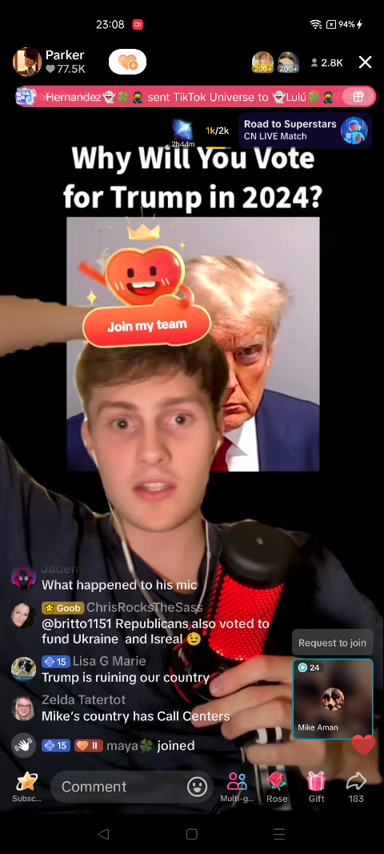 23:08
94%
Parker
77.5K
200+
200+
2.8K
Hernandez👻🍀🥷 sent TikTok Universe to 👻Lulú🍀🥷
2h44m
1k/2k
Road to Superstars
CN LIVE Match
Why Will You Vote
for Trump in 2024?
Join my team
Jaden
What happened to his mic
Goob ChrisRocksTheSass
@britto1151 Republicans also voted to
fund Ukraine and Isreal 😉
15 Lisa G Marie
Trump is ruining our country
Zelda Tatertot
Mike's country has Call Centers
15 II maya🍀 joined
Request to join
24
Mike Aman
Subsc...
Comment
Multi-g...
Rose
Gift
183